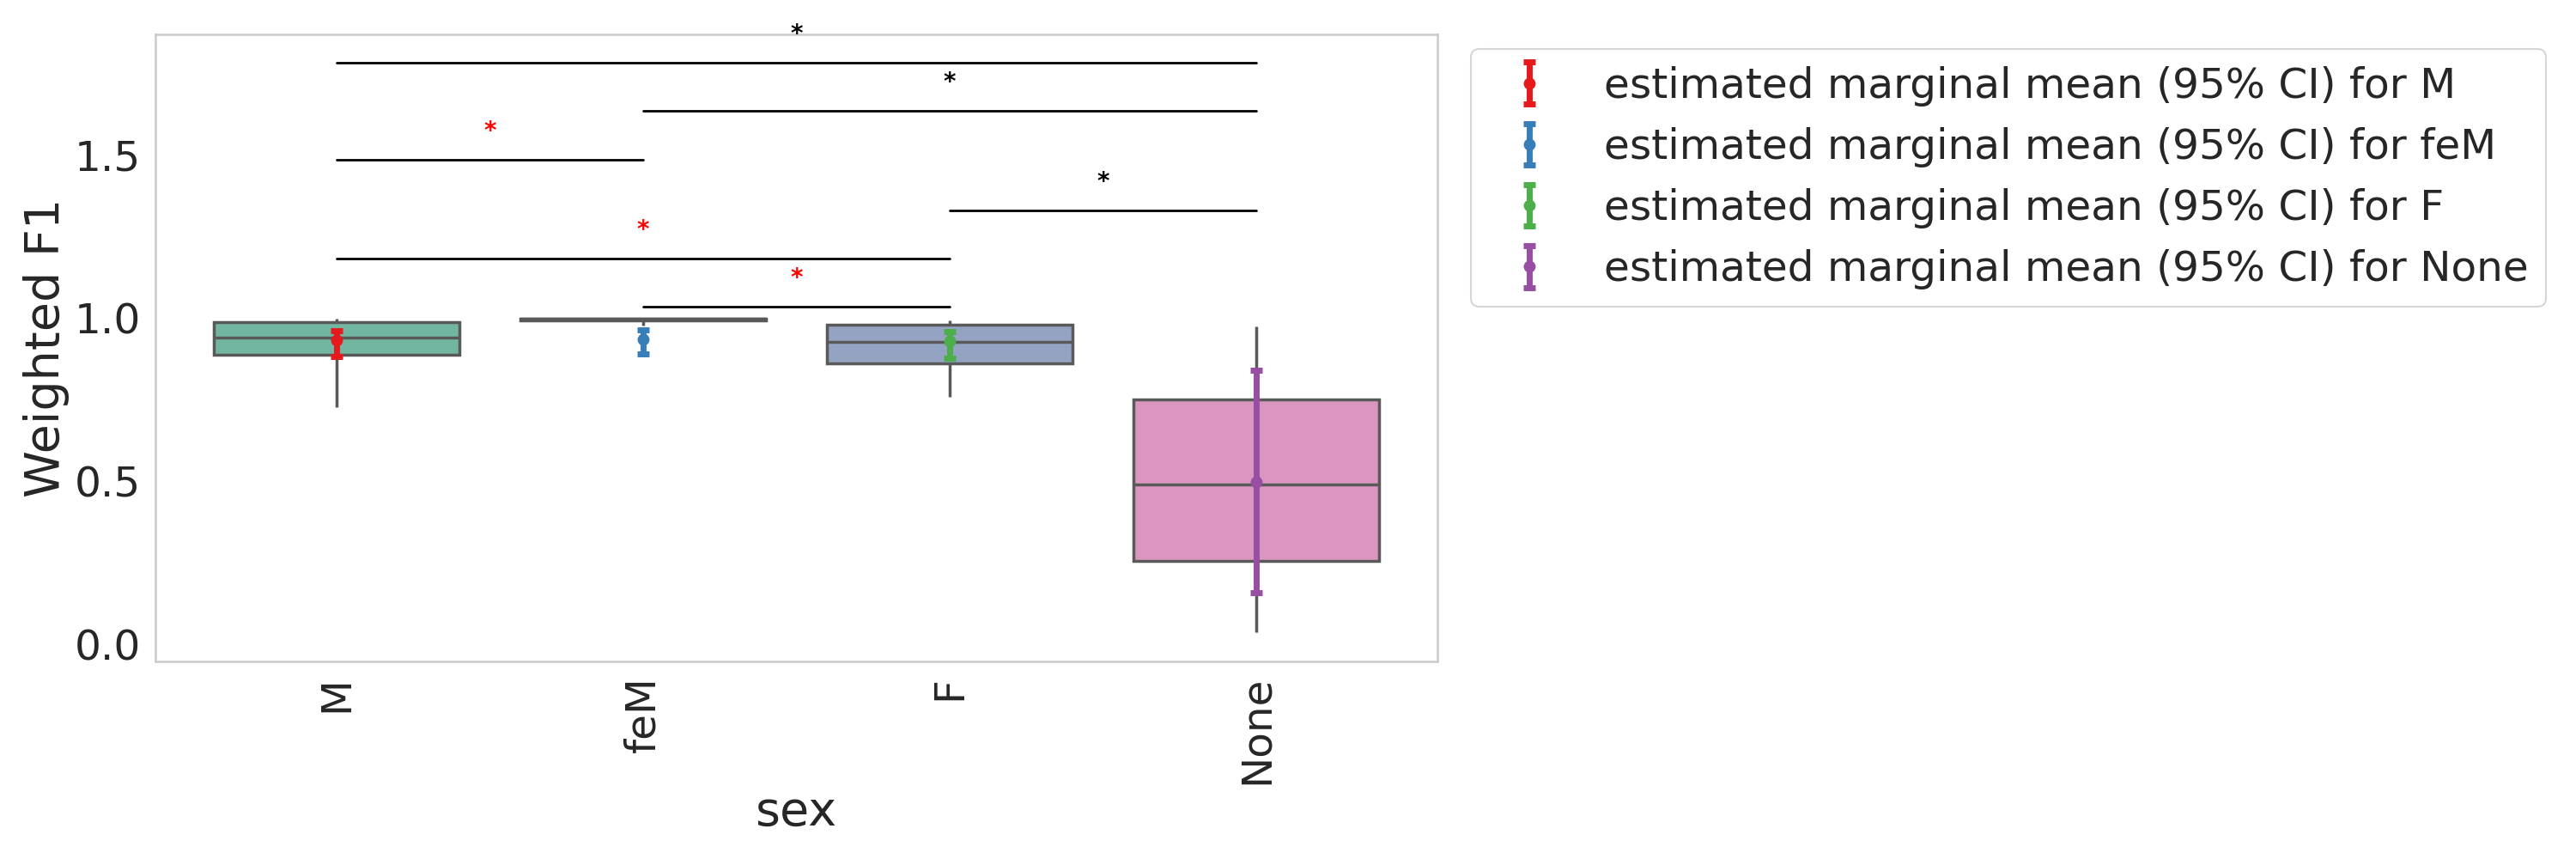 *
*
*
*
*
*
1.5
1.0
0.5
0.0
Weighted F1
M
feM
F
None
sex
estimated marginal mean (95% CI) for M
estimated marginal mean (95% CI) for feM
estimated marginal mean (95% CI) for F
estimated marginal mean (95% CI) for None